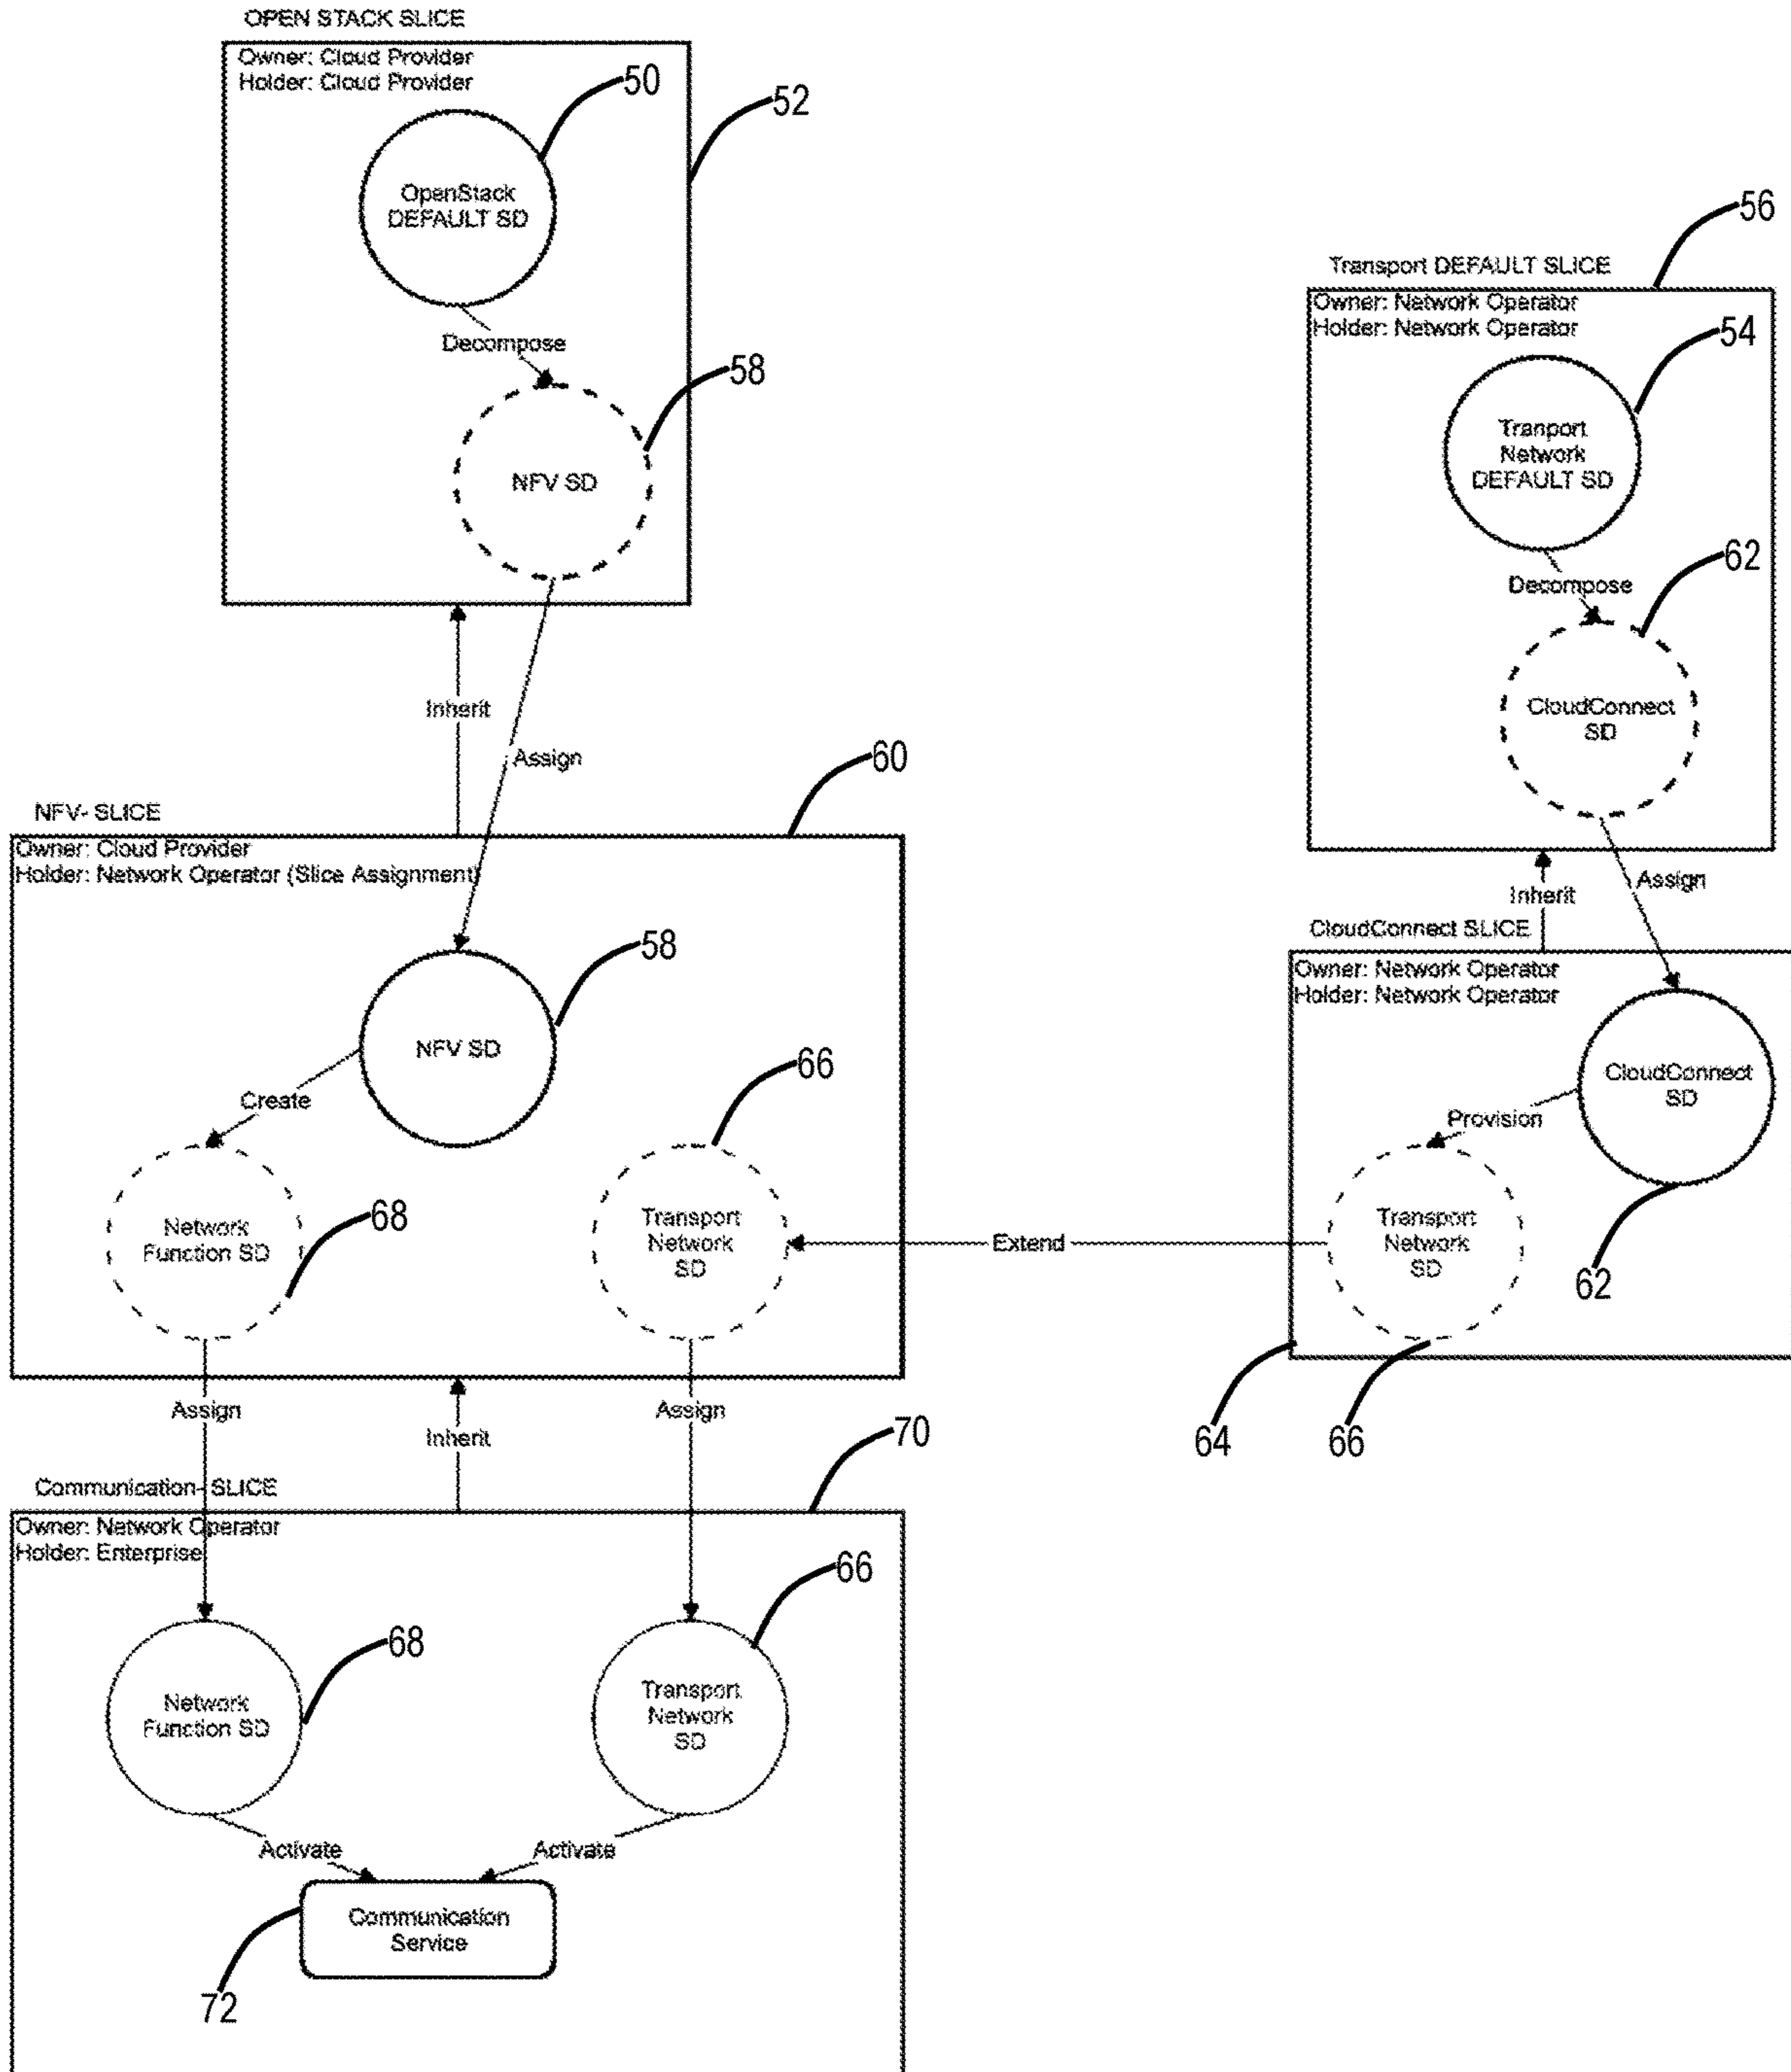 OPEN STACK SLICE
Owner: Cloud Provider
Holder: Cloud Provider
50
52
OpenStack
DEFAULT SD
Decompose
58
NFV SD
56
Transport DEFAULT SLICE
Owner: Network Operator
Holder: Network Operator
54
Tranport
Network
DEFAULT SD
62
Decompose
CloudConnect
SD
Inherit
Assign
60
NFV- SLICE
Owner: Cloud Provider
Holder: Network Operator (Slice Assignment)
58
NFV SD
Create
66
68
Network
Function SD
Transport
Network
SD
Inherit
Assign
CloudConnect SLICE
Owner: Network Operator
Holder: Network Operator
CloudConnect
SD
Provision
Transport
Network
SD
62
Extend
64
66
Assign
Inherit
Assign
70
Communication- SLICE
Owner: Network Operator
Holder: Enterprise
66
68
Network
Function SD
Transport
Network
SD
Activate
Activate
Communication
Service
72